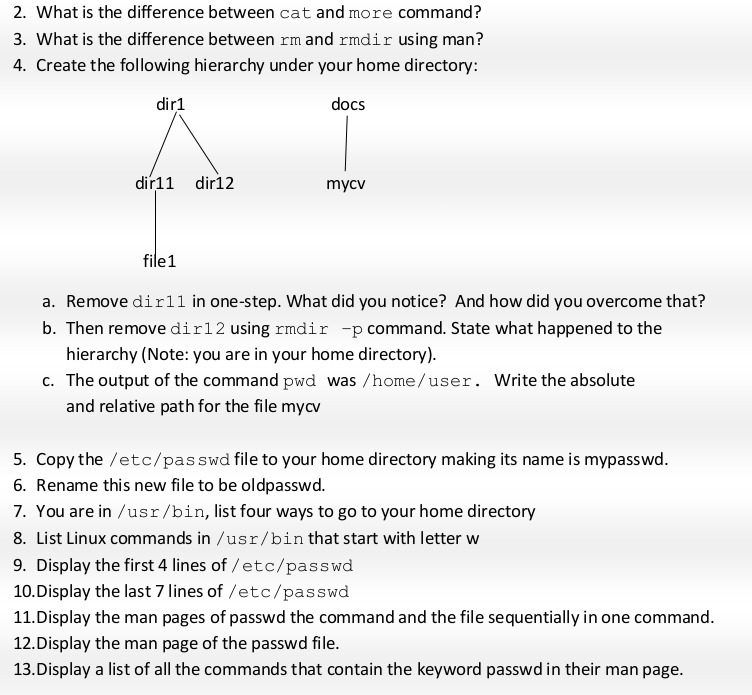 2. What is the difference between cat and more command?
3. What is the difference between rm and rmdir using man?
4. Create the following hierarchy under your home directory:
dir1 docs
dir11 dir12 mycv
file1
a. Remove dir11 in one-step. What did you notice? And how did you overcome that?
b. Then remove dir12 using rmdir –p command. State what happened to the
hierarchy (Note: you are in your home directory).
c. The output of the command pwd was /home/user. Write the absolute
and relative path for the file mycv
5. Copy the /etc/passwd file to your home directory making its name is mypasswd.
6. Rename this new file to be oldpasswd.
7. You are in /usr/bin, list four ways to go to your home directory
8. List Linux commands in /usr/bin that start with letter w
9. Display the first 4 lines of /etc/passwd
10.Display the last 7 lines of /etc/passwd
11.Display the man pages of passwd the command and the file sequentially in one command.
12.Display the man page of the passwd file.
13.Display a list of all the commands that contain the keyword passwd in their man page.